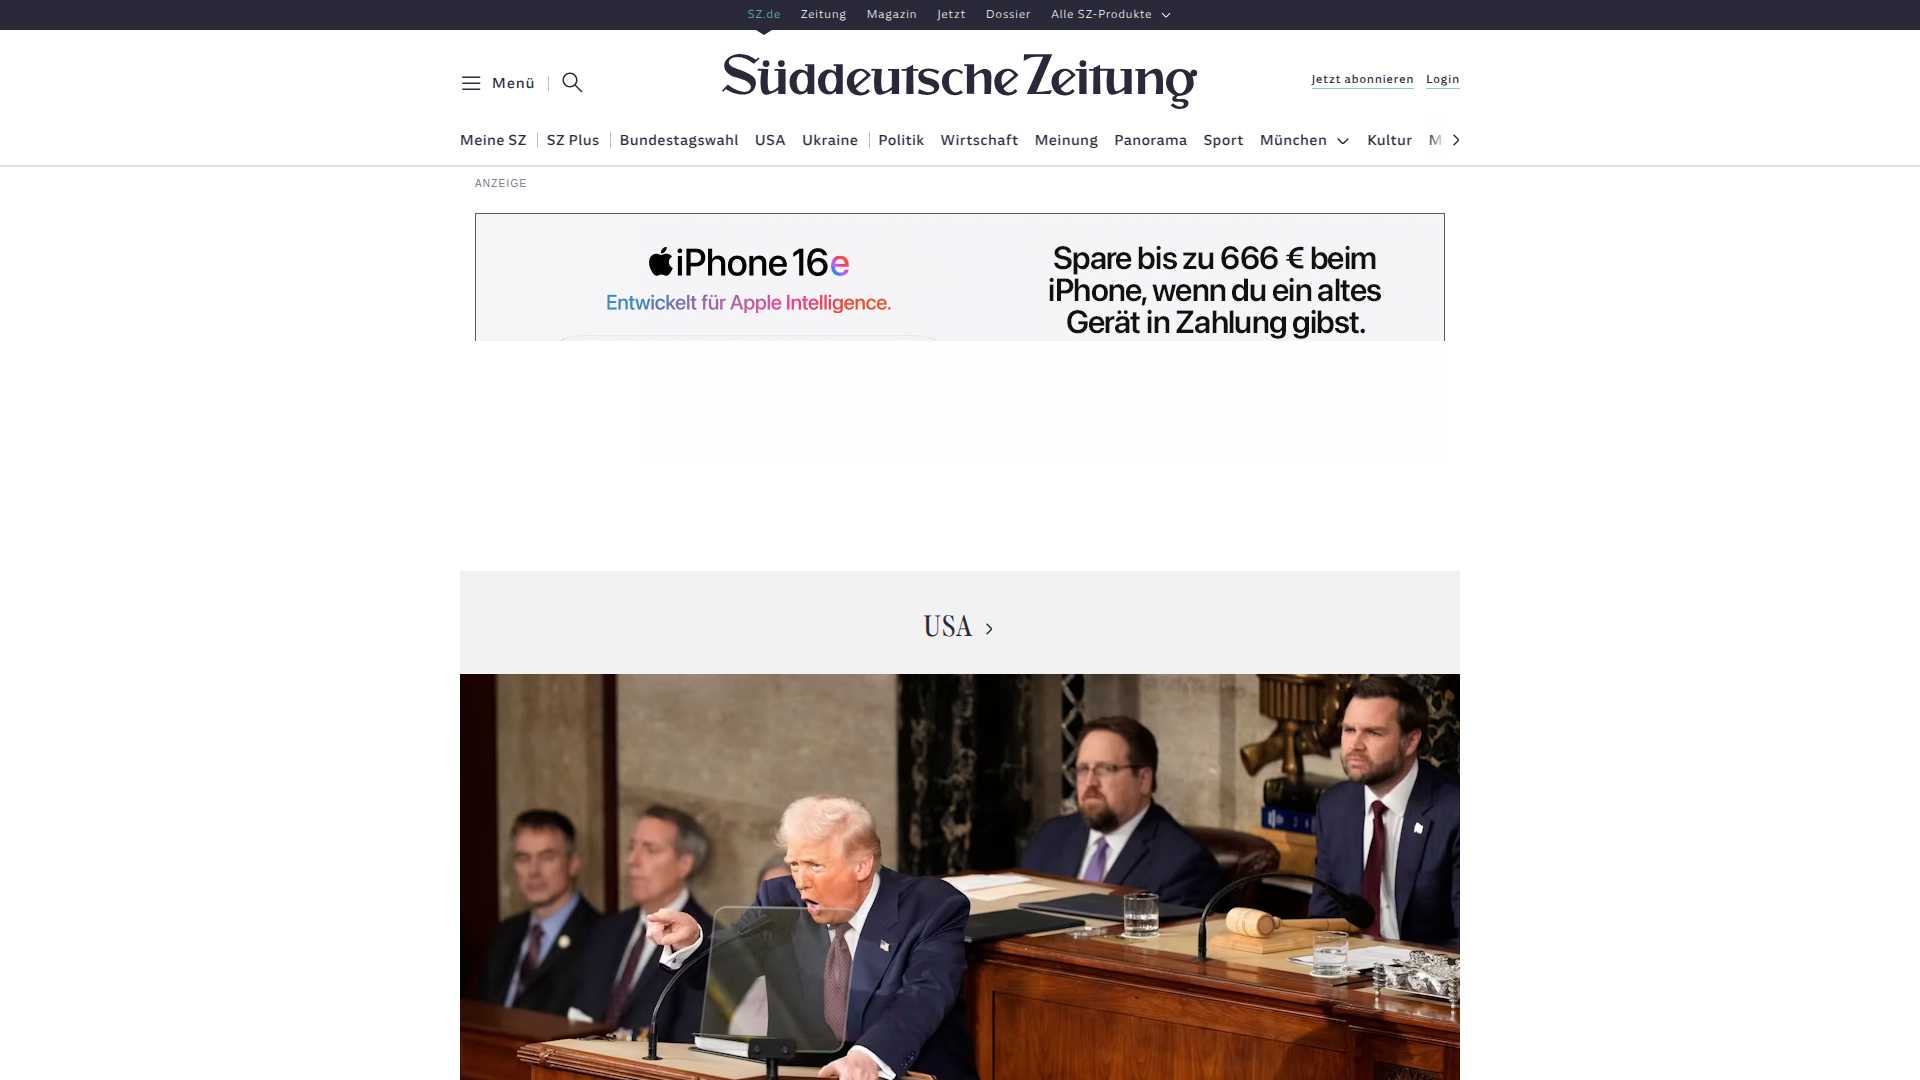 SZ.de Zeitung Magazin Jetzt Dossier Alle SZ-Produkte
Menü
Süddeutsche Zeitung
Jetzt abonnieren Login
Meine SZ SZ Plus Bundestagswahl USA Ukraine Politik Wirtschaft Meinung Panorama Sport München Kultur M
ANZEIGE
iPhone 16e
Entwickelt für Apple Intelligence.
Spare bis zu 666 € beim
iPhone, wenn du ein altes
Gerät in Zahlung gibst.
USA